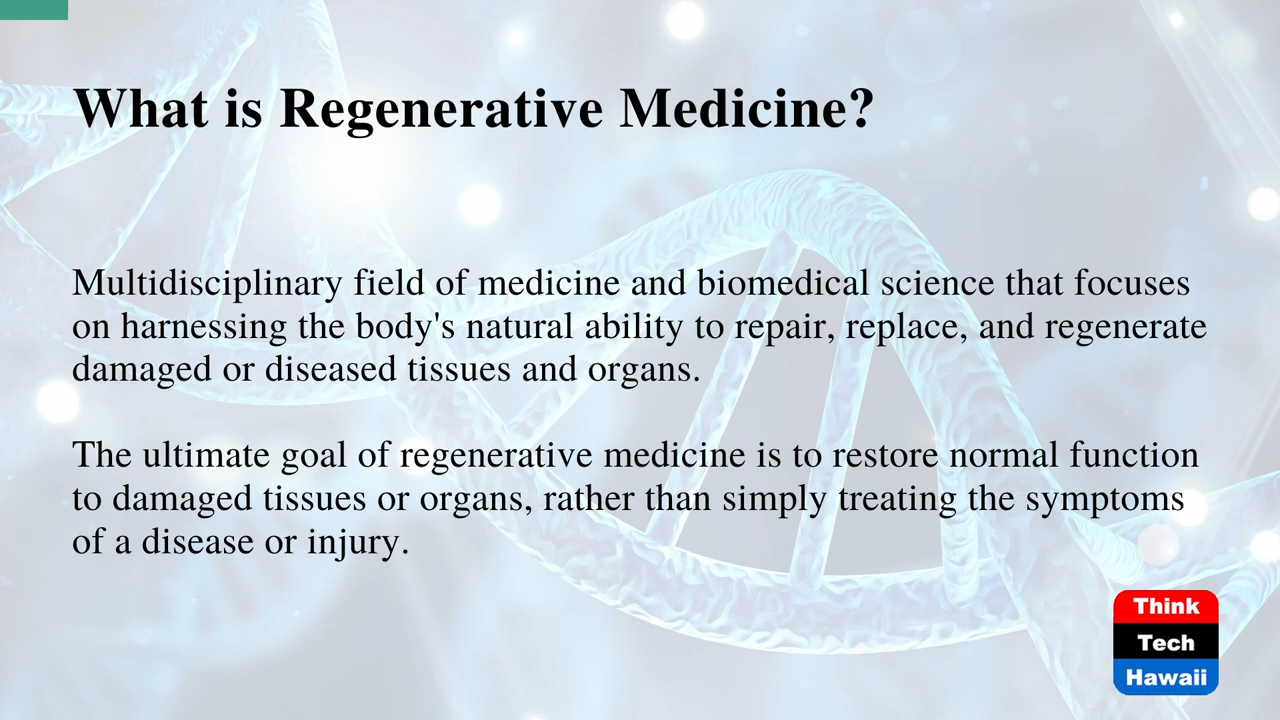 What is Regenerative Medicine?
Multidisciplinary field of medicine and biomedical science that focuses
on harnessing the body's natural ability to repair, replace, and regenerate
damaged or diseased tissues and organs.
The ultimate goal of regenerative medicine is to restore normal function
to damaged tissues or organs, rather than simply treating the symptoms
of a disease or injury.
Think
Tech
Hawaii